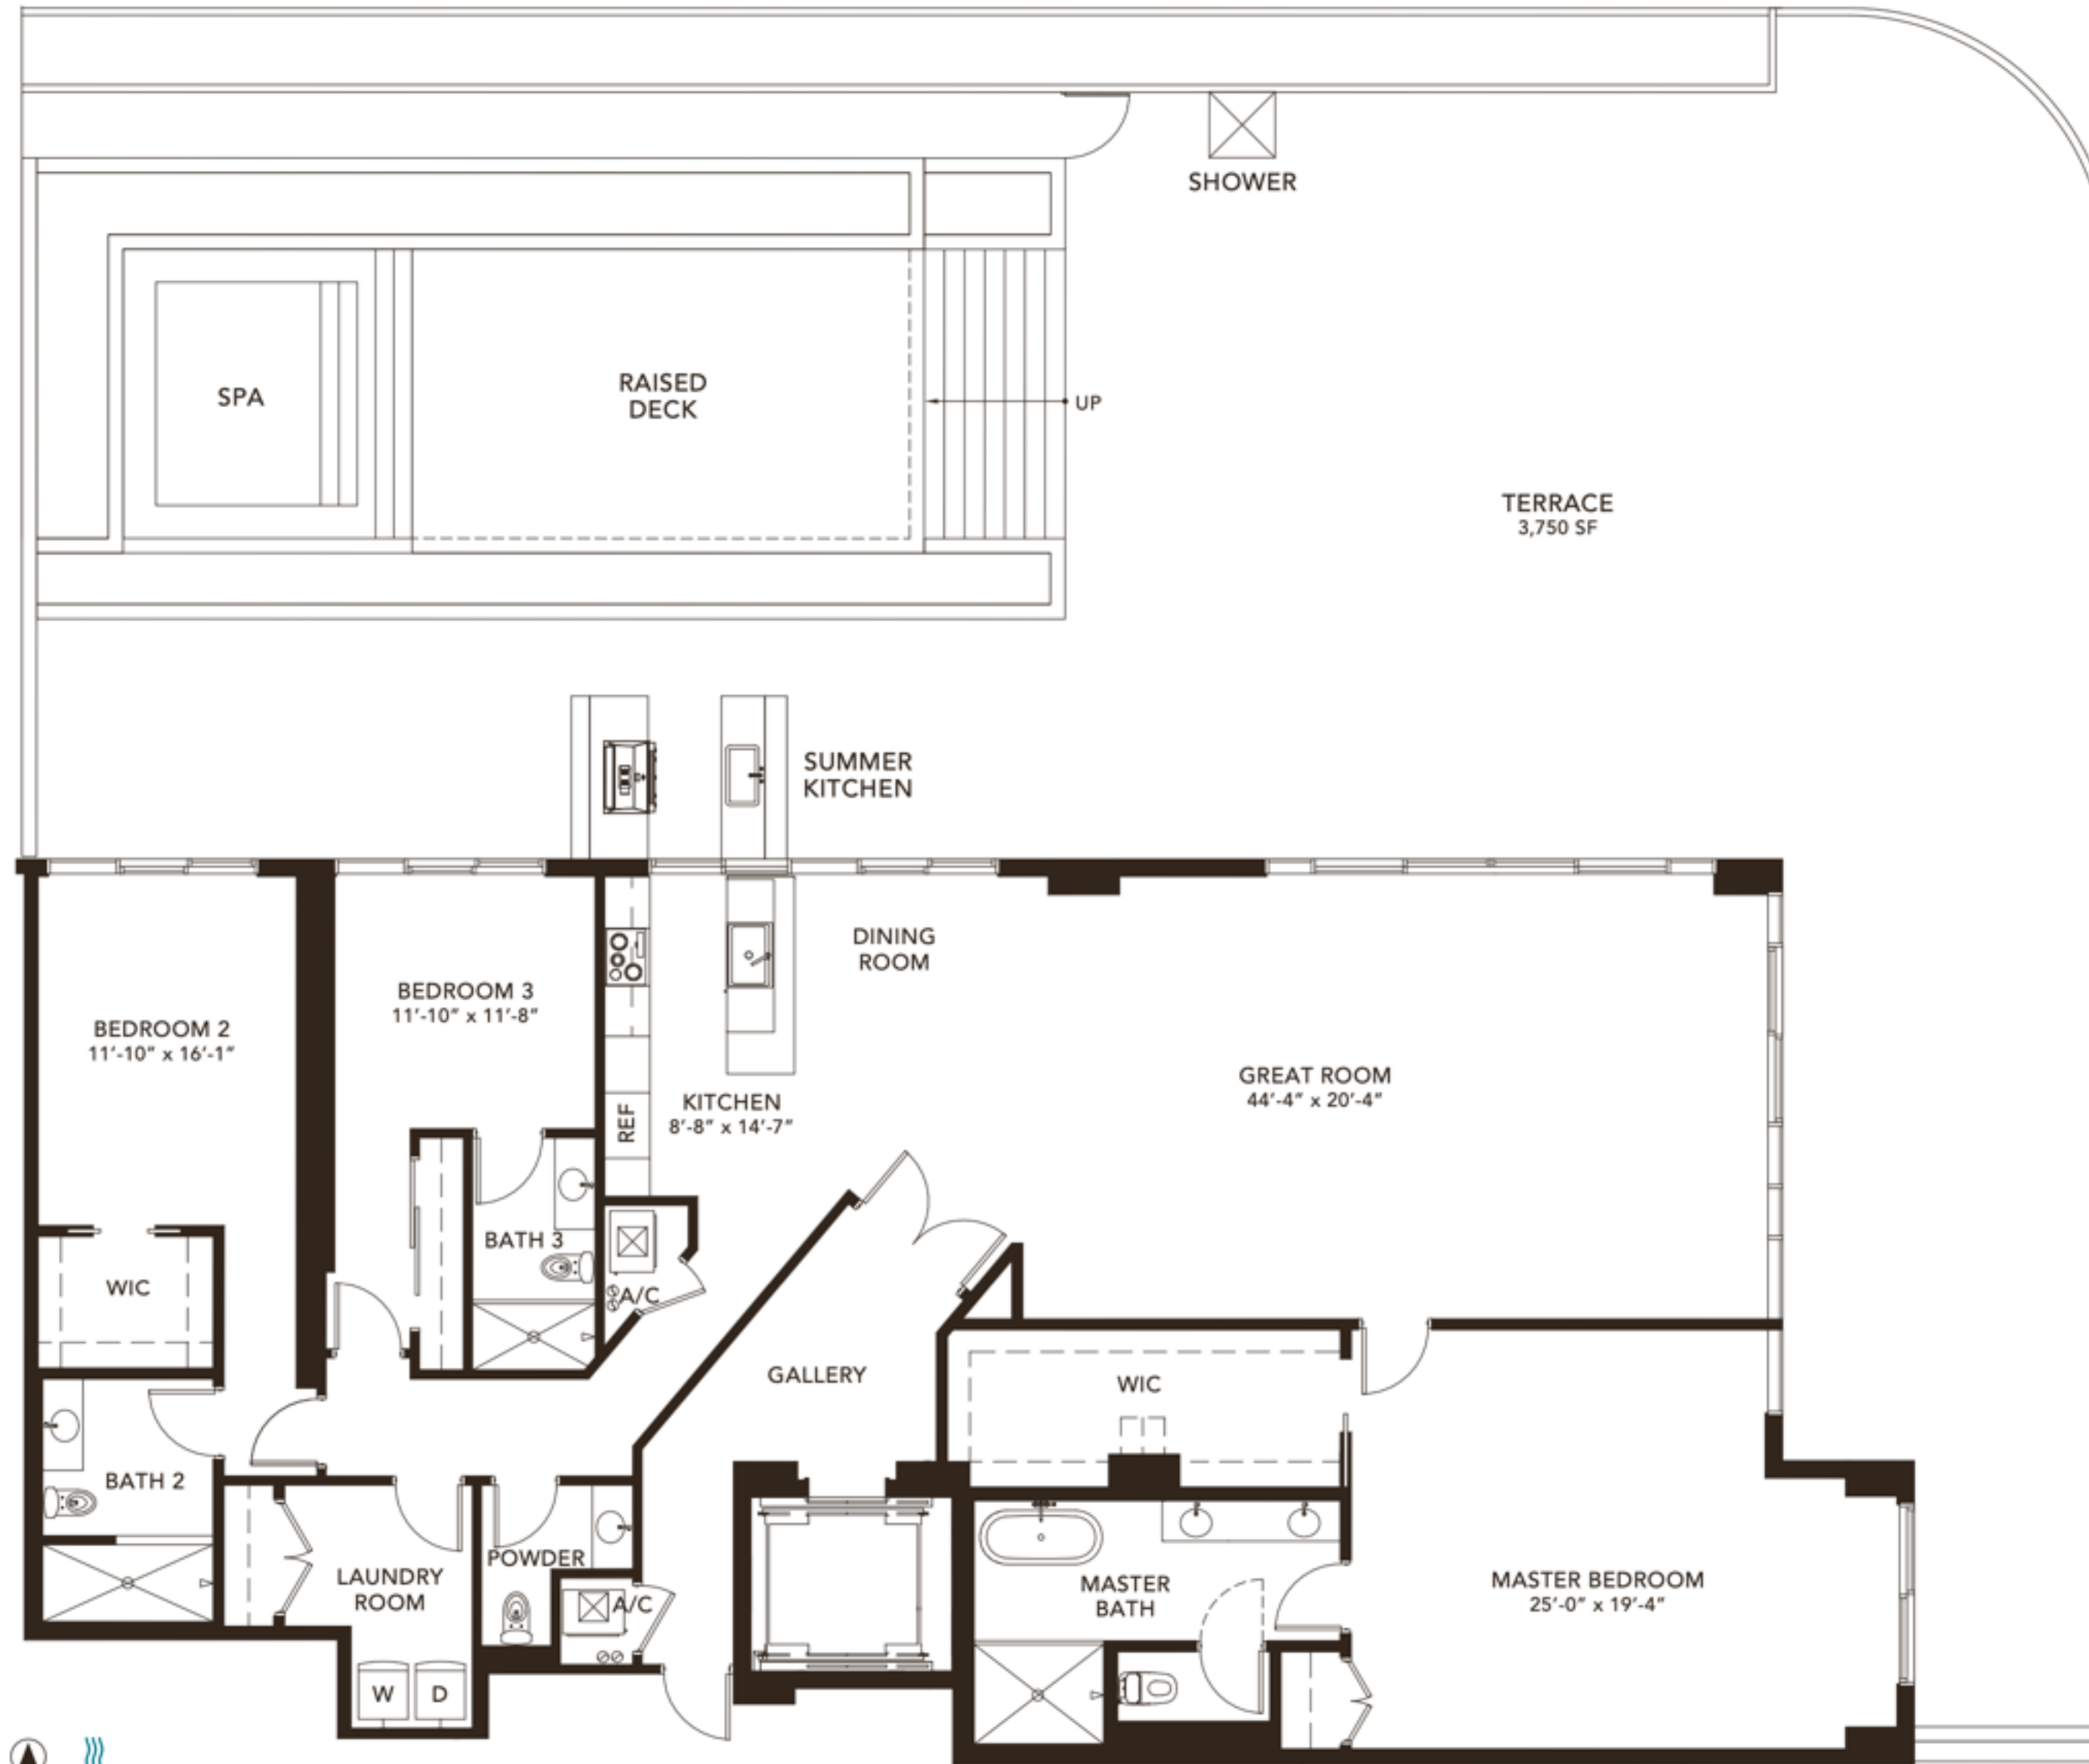 SHOWER
SPA
RAISED
DECK
UP
TERRACE
3,750 SF
SUMMER
KITCHEN
DINING
ROOM
BEDROOM 3
11'-10" x 11'-8"
BEDROOM 2
11'-10" x 16'-1"
GREAT ROOM
44'-4" x 20'-4"
KITCHEN
8'-8" x 14'-7"
REF
BATH 3
WIC
A/C
GALLERY
WIC
BATH 2
POWDER
LAUNDRY
ROOM
A/C
MASTER
BATH
MASTER BEDROOM
25'-0" x 19'-4"
W
D